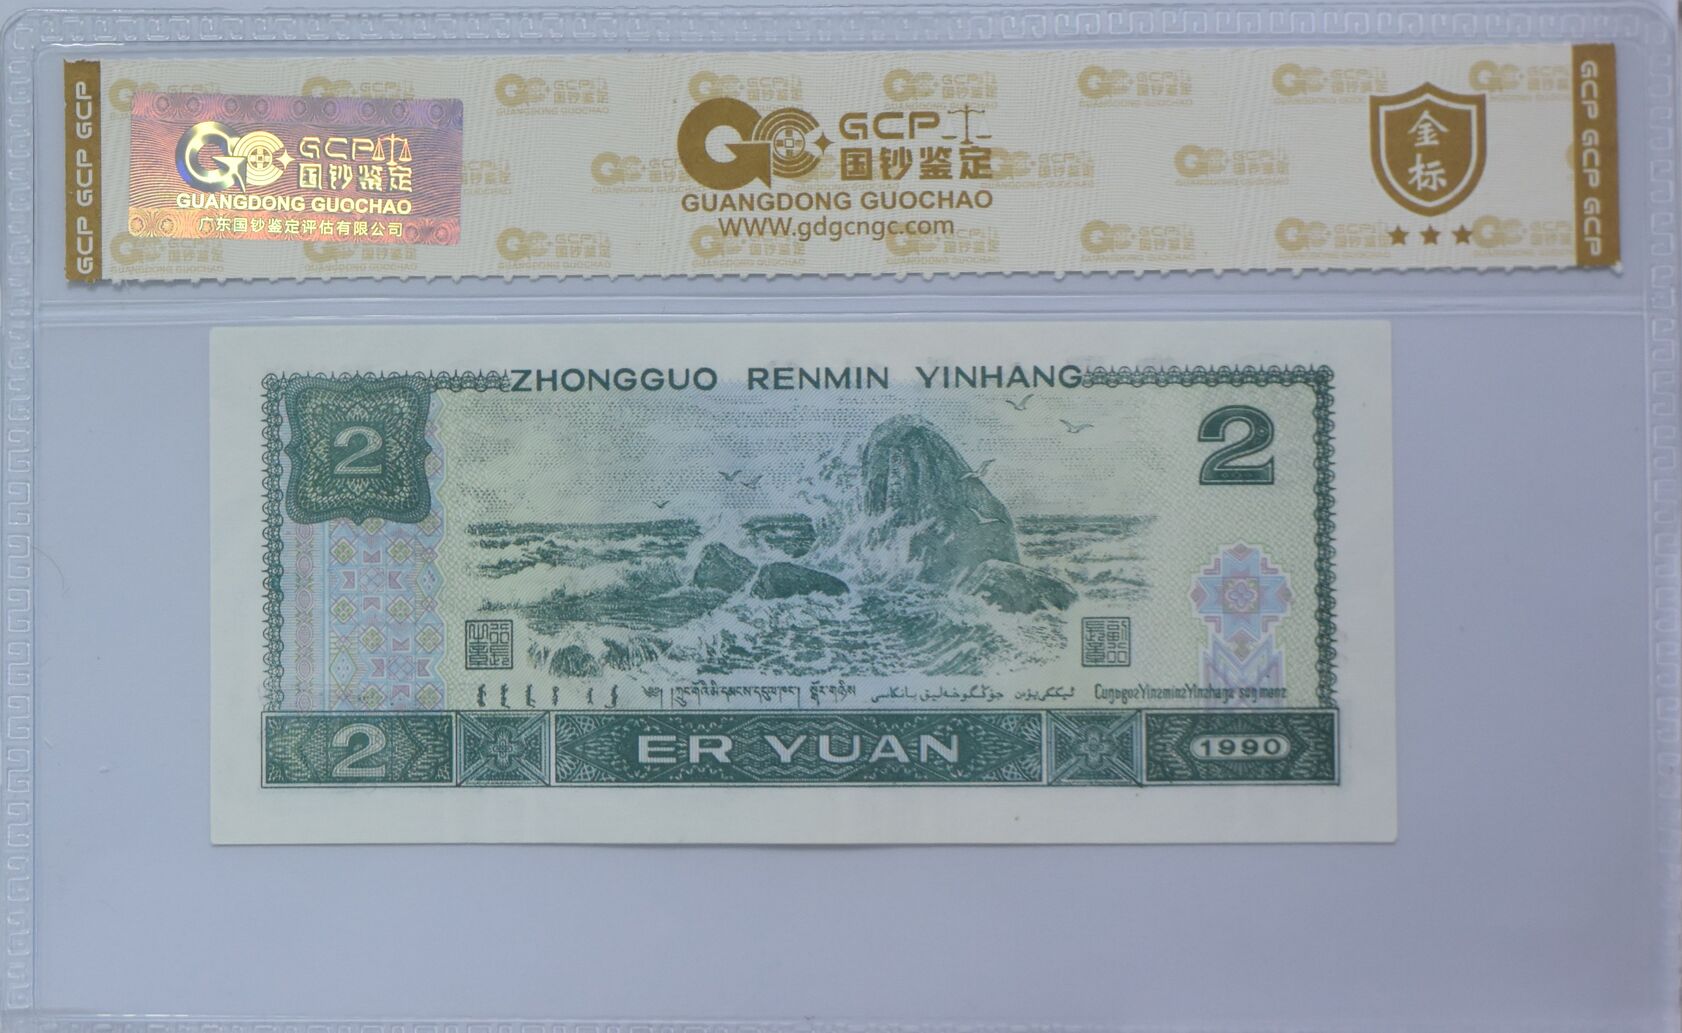 GCP GCP GCP
GCP
国钞鉴定
GUANGDONG GUOCHAO
广东国钞鉴定评估有限公司
GCP
国钞鉴定
GUANGDONG GUOCHAO
www.gdgcngc.com
金
标
GCP GCP GCP
ZHONGGUO RENMIN YINHANG
2
2
2
ER YUAN
1990